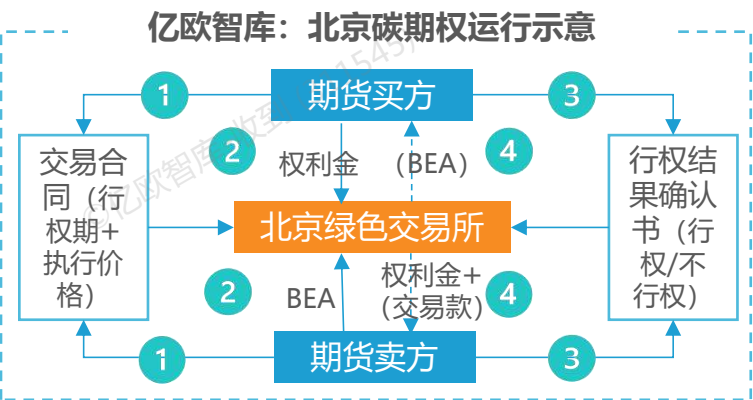 亿欧智库：北京碳期权运行示意
1
期货买方
3
2
权利金
（BEA）
4
交易合
同（行
权期+
执行价
格）
北京绿色交易所
行权结
果确认
书（行
权/不
行权）
2
BEA
权利金+
（交易款）
4
1
期货卖方
3